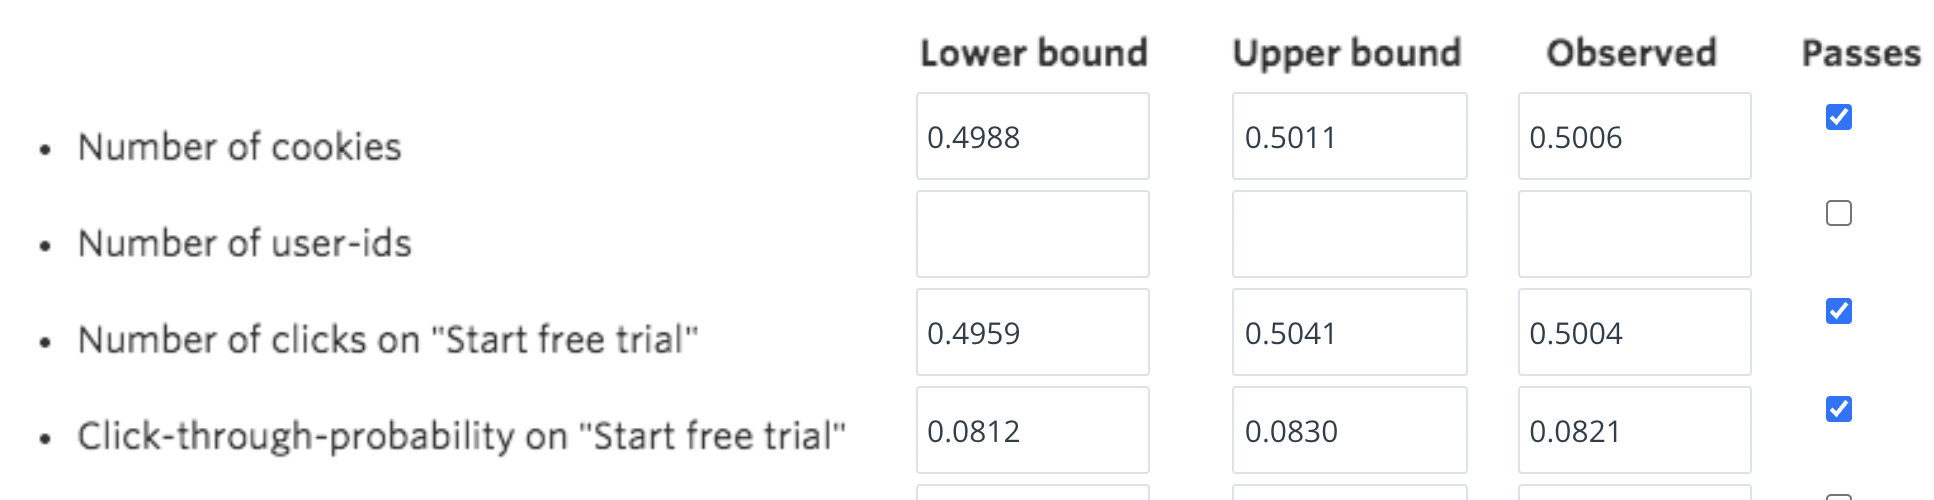 Lower bound Upper bound Observed Passes
• Number of cookies 0.4988 0.5011 0.5006
• Number of user-ids
• Number of clicks on "Start free trial" 0.4959 0.5041 0.5004
• Click-through-probability on "Start free trial" 0.0812 0.0830 0.0821